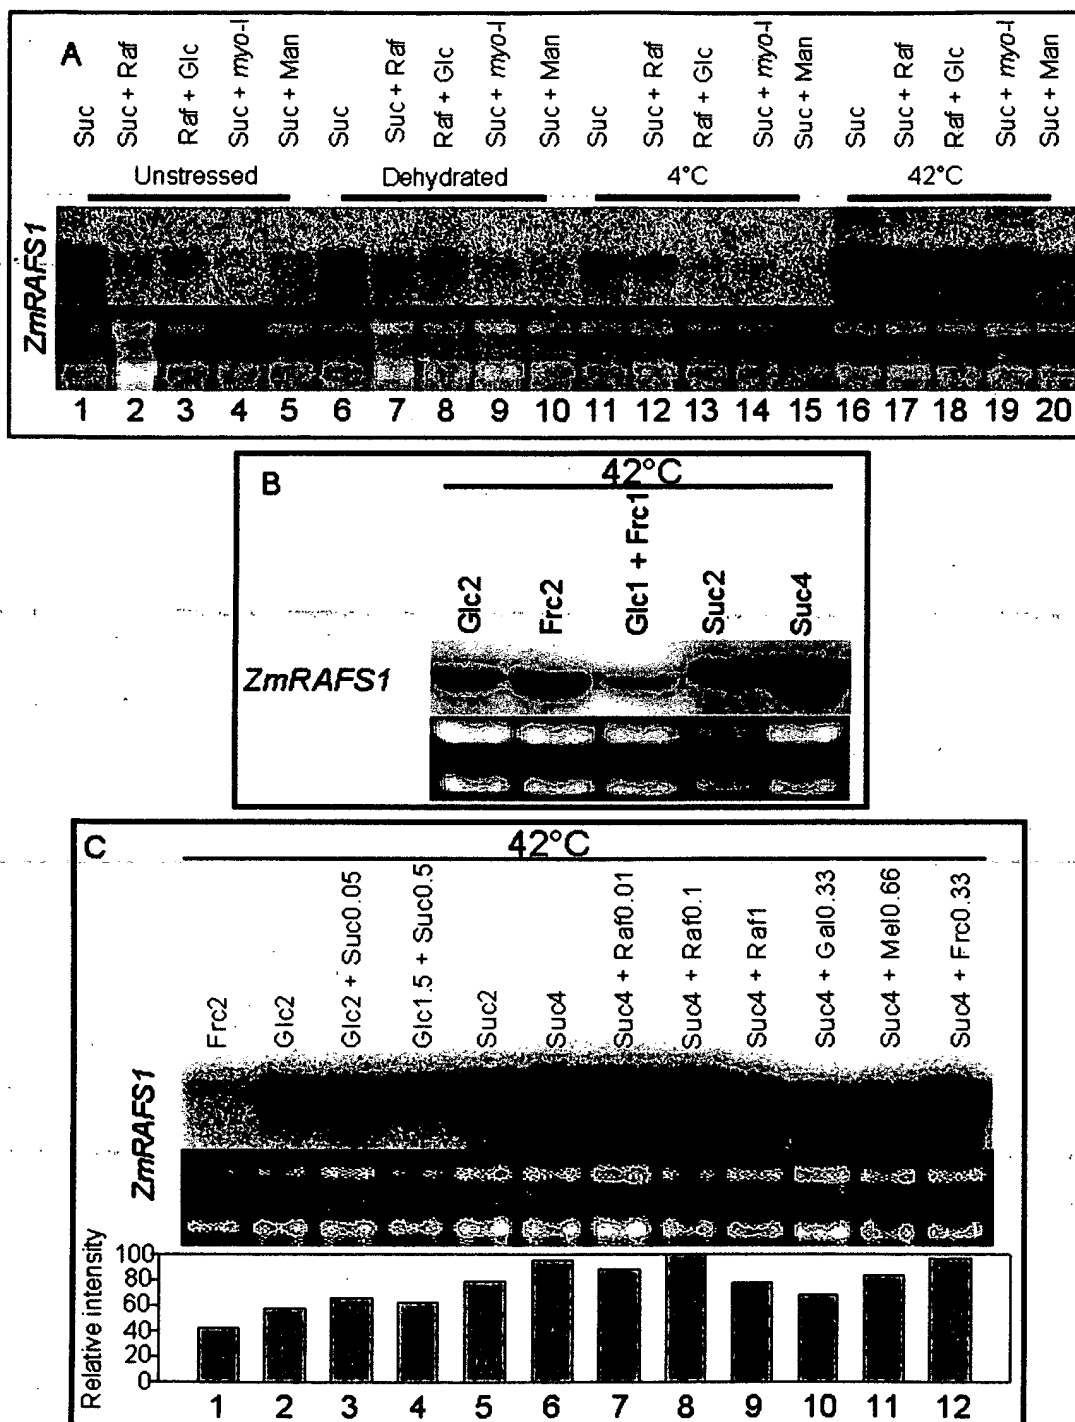 A
Suc
Suc + Raf
Raf + Glc
Suc + myo-I
Suc + Man
Suc
Suc + Raf
Raf + Glc
Suc + myo-I
Suc + Man
Suc
Suc + Raf
Raf + Glc
Suc + myo-I
Suc + Man
Suc
Suc + Raf
Raf + Glc
Suc + myo-I
Suc + Man
Unstressed Dehydrated 4°C 42°C
ZmRAFS1
1 2 3 4 5 6 7 8 9 10 11 12 13 14 15 16 17 18 19 20
B
42°C
Glc2
Frc2
Glc1 + Frc1
Suc2
Suc4
ZmRAFS1
C
42°C
Frc2
Glc2
Glc2 + Suc0.05
Glc1.5 + Suc0.5
Suc2
Suc4
Suc4 + Raf0.01
Suc4 + Raf0.1
Suc4 + Raf1
Suc4 + Gal0.33
Suc4 + Mel0.66
Suc4 + Frc0.33
ZmRAFS1
Relative intensity
100
80
60
40
20
0
1 2 3 4 5 6 7 8 9 10 11 12